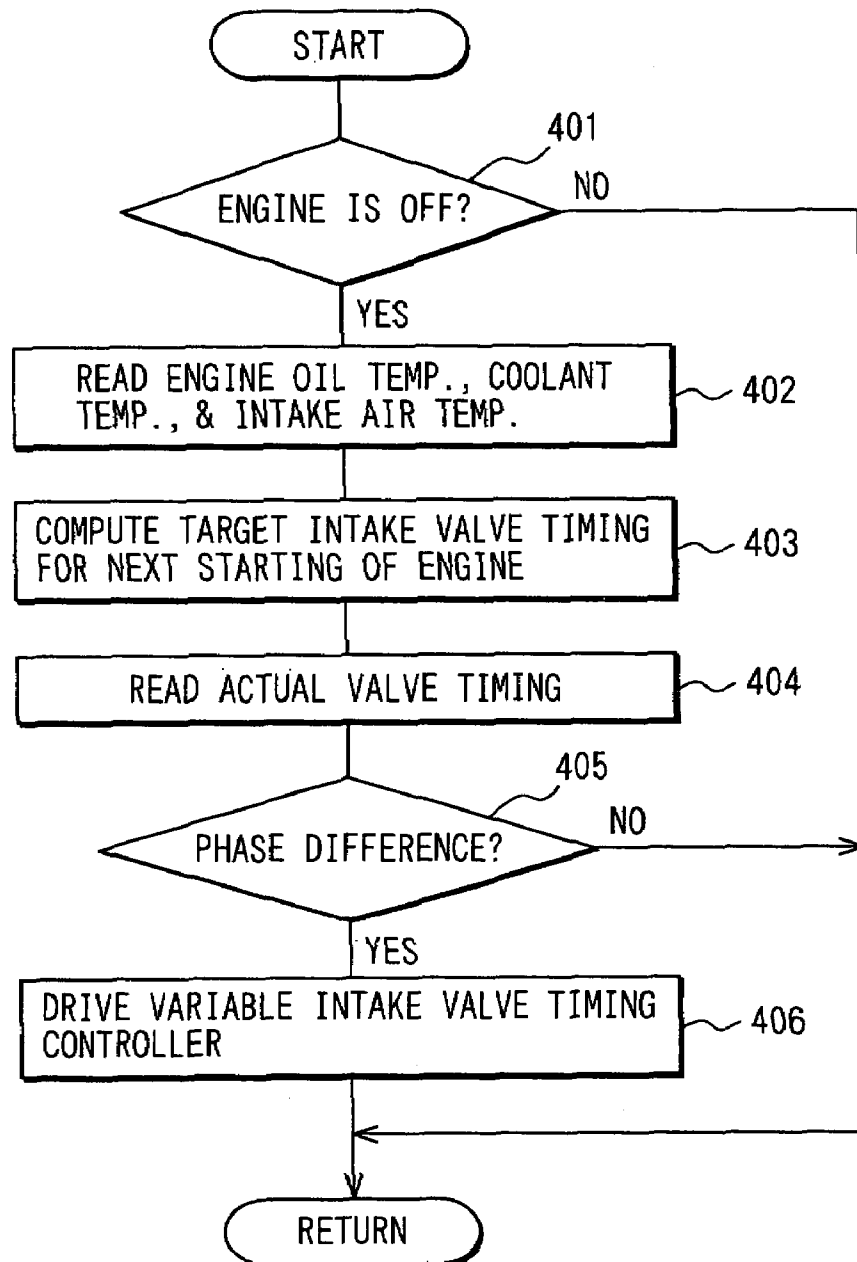 START
401
ENGINE IS OFF?
NO
YES
READ ENGINE OIL TEMP., COOLANT
TEMP., & INTAKE AIR TEMP.
402
COMPUTE TARGET INTAKE VALVE TIMING
FOR NEXT STARTING OF ENGINE
403
READ ACTUAL VALVE TIMING
404
405
PHASE DIFFERENCE?
NO
YES
DRIVE VARIABLE INTAKE VALVE TIMING
CONTROLLER
406
RETURN